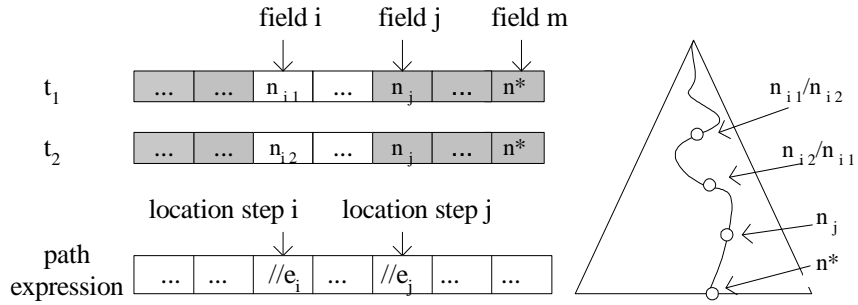 field i field j field m
t1 ... ... n i 1 ... n j ... n*
t2 ... ... n i 2 ... n j ... n*
location step i location step j
path expression ... ... //ei ... //ej ... ...
n i 1/n i 2
n i 2/n i 1
n j
n*